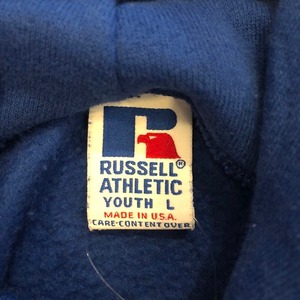 RUSSELL®
ATHLETIC
YOUTH L
MADE IN U.S.A.
CARE-CONTENT OVER